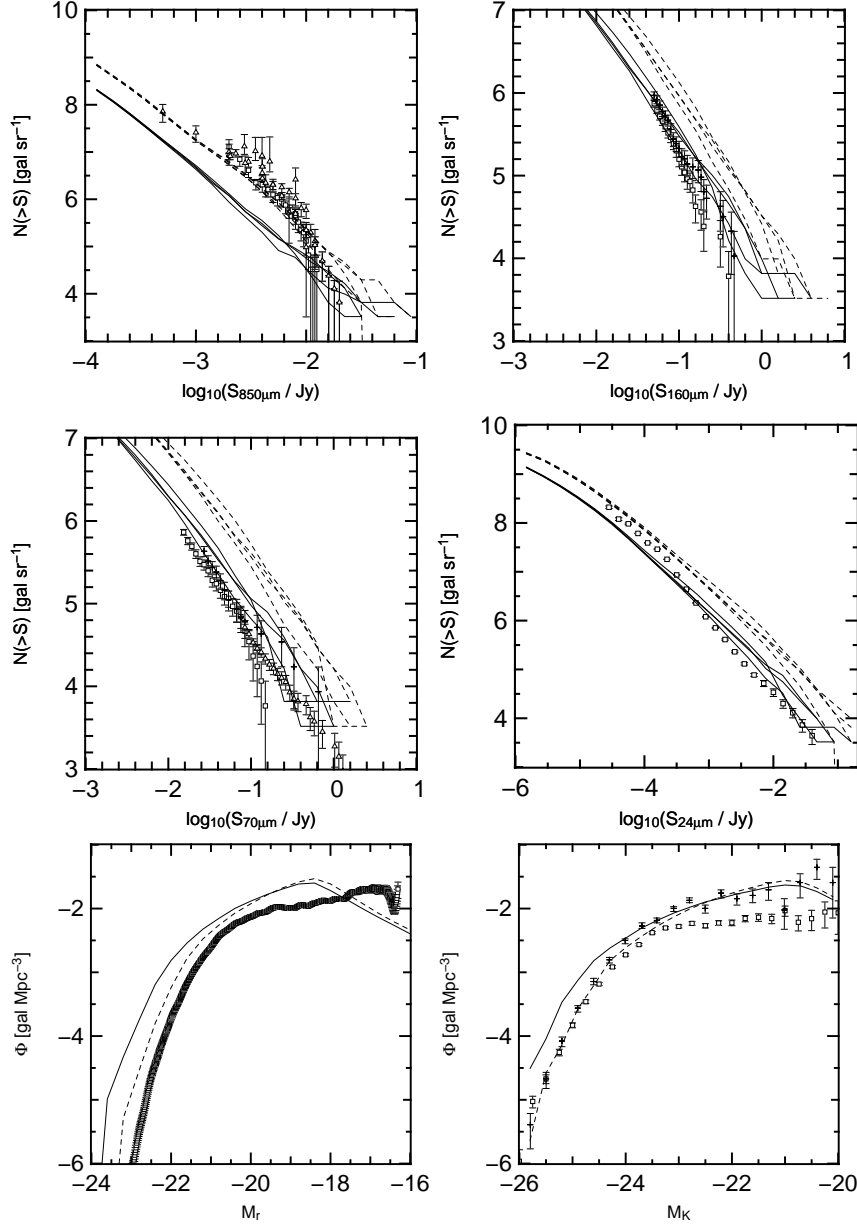 10
8
6
4
N(>S) [gal sr⁻¹]
−4 −3 −2 −1
log10(S850μm / Jy)
7
6
5
4
3
N(>S) [gal sr⁻¹]
−3 −2 −1 0 1
log10(S160μm / Jy)
7
6
5
4
3
N(>S) [gal sr⁻¹]
−3 −2 −1 0 1
log10(S70μm / Jy)
10
8
6
4
N(>S) [gal sr⁻¹]
−6 −4 −2
log10(S24μm / Jy)
−2
−4
−6
Φ [gal Mpc⁻³]
−24 −22 −20 −18 −16
Mr
−2
−4
−6
Φ [gal Mpc⁻³]
−26 −24 −22 −20
MK